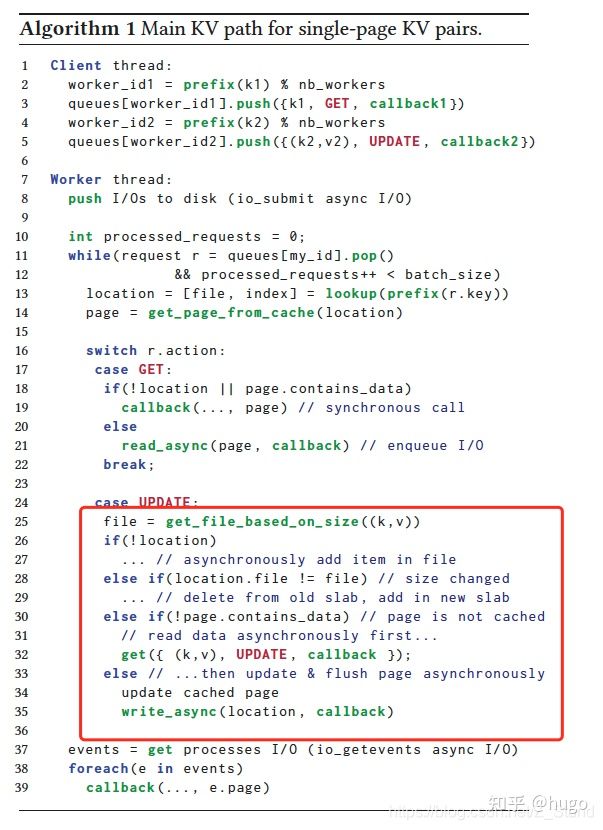 Algorithm 1 Main KV path for single-page KV pairs.
1 Client thread:
2 worker_id1 = prefix(k1) % nb_workers
3 queues[worker_id1].push({k1, GET, callback1})
4 worker_id2 = prefix(k2) % nb_workers
5 queues[worker_id2].push({(k2,v2), UPDATE, callback2})
6
7 Worker thread:
8 push I/Os to disk (io_submit async I/O)
9
10 int processed_requests = 0;
11 while(request r = queues[my_id].pop()
12 && processed_requests++ < batch_size)
13 location = [file, index] = lookup(prefix(r.key))
14 page = get_page_from_cache(location)
15
16 switch r.action:
17 case GET:
18 if(!location || page.contains_data)
19 callback(..., page) // synchronous call
20 else
21 read_async(page, callback) // enqueue I/O
22 break;
23
24 case UPDATE:
25 file = get_file_based_on_size((k,v))
26 if(!location)
27 ... // asynchronously add item in file
28 else if(location.file != file) // size changed
29 ... // delete from old slab, add in new slab
30 else if(!page.contains_data) // page is not cached
31 // read data asynchronously first...
32 get({ (k,v), UPDATE, callback });
33 else // ...then update & flush page asynchronously
34 update cached page
35 write_async(location, callback)
36
37 events = get processes I/O (io_getevents async I/O)
38 foreach(e in events)
39 callback(..., e.page)
知乎 @hugo